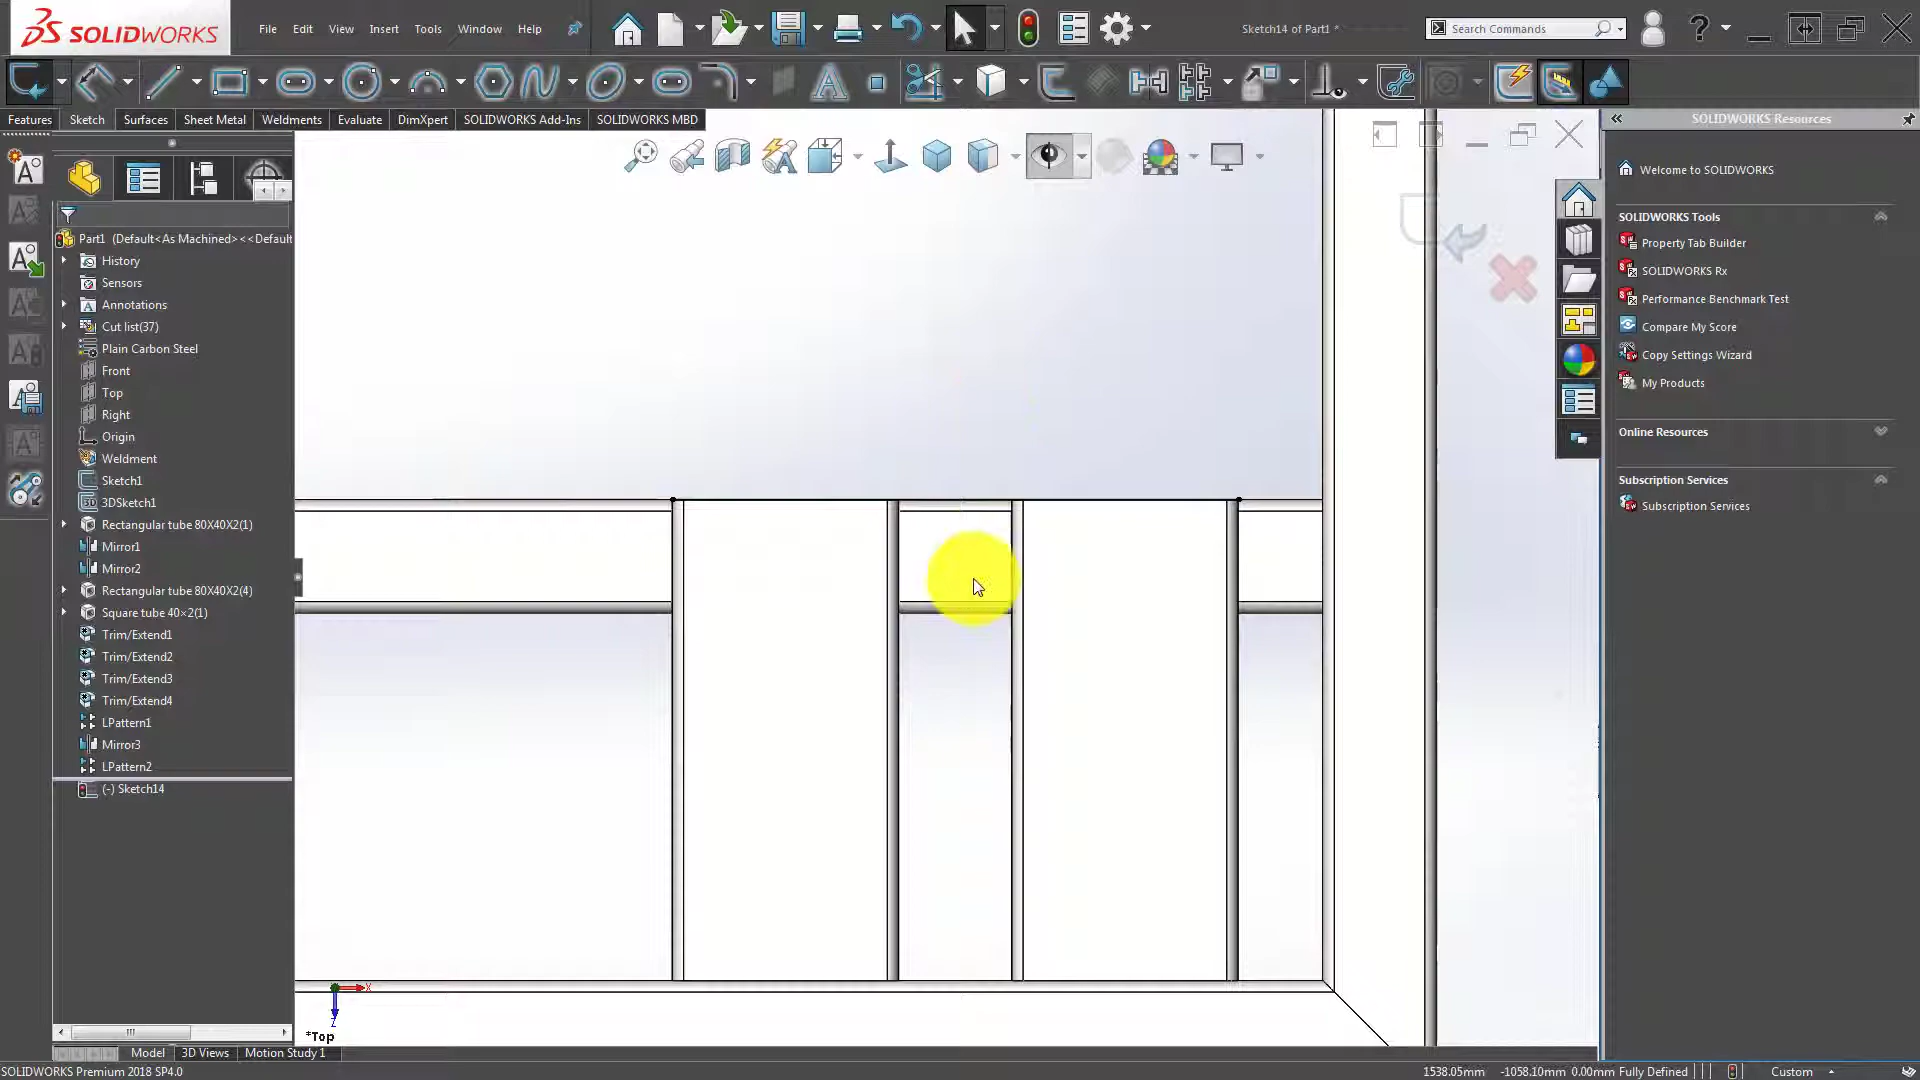 SOLIDWORKS
File Edit View Insert Tools Window Help
Sketch14 of Part1 *
Search Commands
Features Sketch Surfaces Sheet Metal Weldments Evaluate DimXpert SOLIDWORKS Add-Ins SOLIDWORKS MBD
SOLIDWORKS Resources
Welcome to SOLIDWORKS
SOLIDWORKS Tools
Property Tab Builder
SOLIDWORKS Rx
Performance Benchmark Test
Compare My Score
Copy Settings Wizard
My Products
Online Resources
Subscription Services
Subscription Services
Part1 (Default<As Machined><<Default
History
Sensors
Annotations
Cut list(37)
Plain Carbon Steel
Front
Top
Right
Origin
Weldment
Sketch1
3DSketch1
Rectangular tube 80X40X2(1)
Mirror1
Mirror2
Rectangular tube 80X40X2(4)
Square tube 40×2(1)
Trim/Extend1
Trim/Extend2
Trim/Extend3
Trim/Extend4
LPattern1
Mirror3
LPattern2
(-) Sketch14
X
Z
*Top
Model 3D Views Motion Study 1
SOLIDWORKS Premium 2018 SP4.0
1538.05mm -1058.10mm 0.00mm Fully Defined
Custom